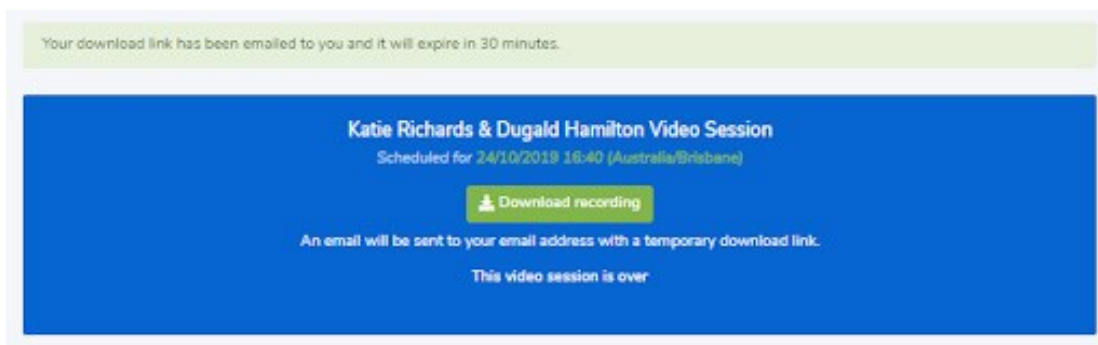 Your download link has been emailed to you and it will expire in 30 minutes.
Katie Richards & Dugald Hamilton Video Session
Scheduled for 24/10/2019 16:40 (Australia/Brisbane)
Download recording
An email will be sent to your email address with a temporary download link.
This video session is over